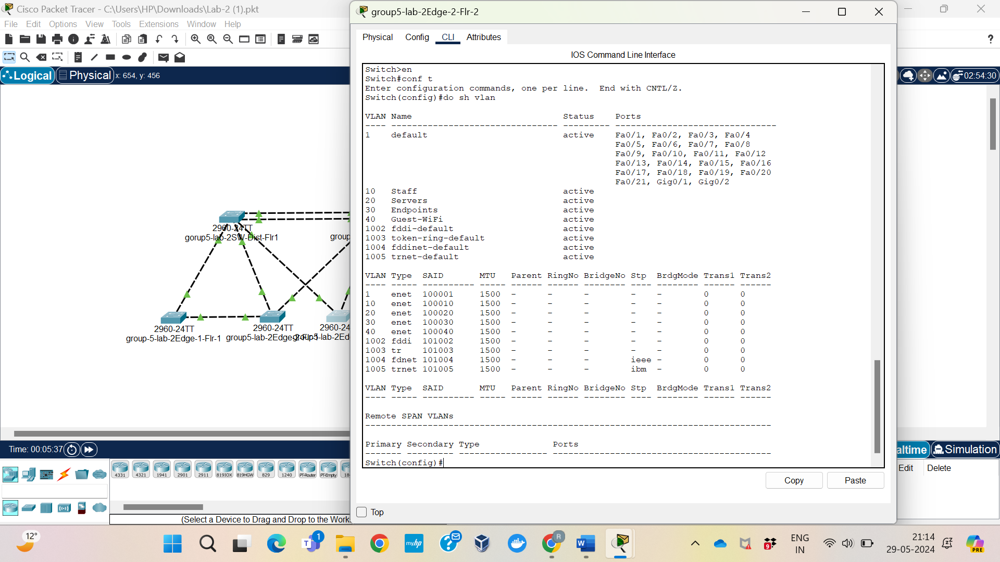 Cisco Packet Tracer - C:\Users\HP\Downloads\Lab-2 (1).pkt
File Edit Options View Tools Extensions Window Help
?
Logical Physical x: 654, y: 456
02:54:30
2960-24TT
gorup5-lab-2SW-Dist-Flr1
group
2960-24TT
group-5-lab-2Edge-1-Flr-1
2960-24TT
group5-lab-2Edge-2-Flr-1
2960-24
group5-lab-2Ed
Time: 00:05:37
altime Simulation
4331 4321 1941 2901 2911 819IOX 819HGW 829 1240 PT-Router PT-Empty 18
Edit Delete
(Select a Device to Drag and Drop to the Work
group5-lab-2Edge-2-Flr-2
Physical Config CLI Attributes
IOS Command Line Interface
Switch>en
Switch#conf t
Enter configuration commands, one per line. End with CNTL/Z.
Switch(config)#do sh vlan
VLAN Name Status Ports
---- -------------------------------- --------- -------------------------------
1 default active Fa0/1, Fa0/2, Fa0/3, Fa0/4
Fa0/5, Fa0/6, Fa0/7, Fa0/8
Fa0/9, Fa0/10, Fa0/11, Fa0/12
Fa0/13, Fa0/14, Fa0/15, Fa0/16
Fa0/17, Fa0/18, Fa0/19, Fa0/20
Fa0/21, Gig0/1, Gig0/2
10 Staff active
20 Servers active
30 Endpoints active
40 Guest-WiFi active
1002 fddi-default active
1003 token-ring-default active
1004 fddinet-default active
1005 trnet-default active
VLAN Type SAID MTU Parent RingNo BridgeNo Stp BrdgMode Trans1 Trans2
---- ----- ---------- ----- ------ ------ -------- ---- -------- ------ ------
1 enet 100001 1500 - - - - - 0 0
10 enet 100010 1500 - - - - - 0 0
20 enet 100020 1500 - - - - - 0 0
30 enet 100030 1500 - - - - - 0 0
40 enet 100040 1500 - - - - - 0 0
1002 fddi 101002 1500 - - - - - 0 0
1003 tr 101003 1500 - - - - - 0 0
1004 fdnet 101004 1500 - - - ieee - 0 0
1005 trnet 101005 1500 - - - ibm - 0 0
VLAN Type SAID MTU Parent RingNo BridgeNo Stp BrdgMode Trans1 Trans2
---- ----- ---------- ----- ------ ------ -------- ---- -------- ------ ------
Remote SPAN VLANs
------------------------------------------------------------------------------
Primary Secondary Type Ports
------- --------- ----------------- ------------------------------------------
Switch(config)#
Copy Paste
Top
12°
1
T
myhp
R
W
9
ENG
IN
21:14
29-05-2024
PRE